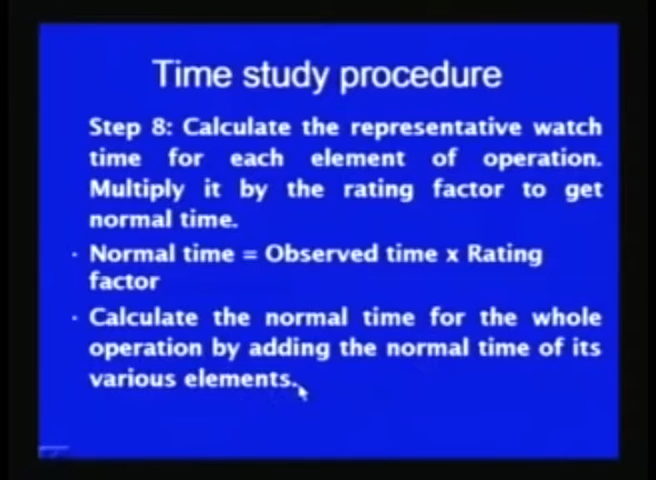 Time study procedure
Step 8: Calculate the representative watch
time for each element of operation.
Multiply it by the rating factor to get
normal time.
· Normal time = Observed time x Rating
factor
· Calculate the normal time for the whole
operation by adding the normal time of its
various elements.